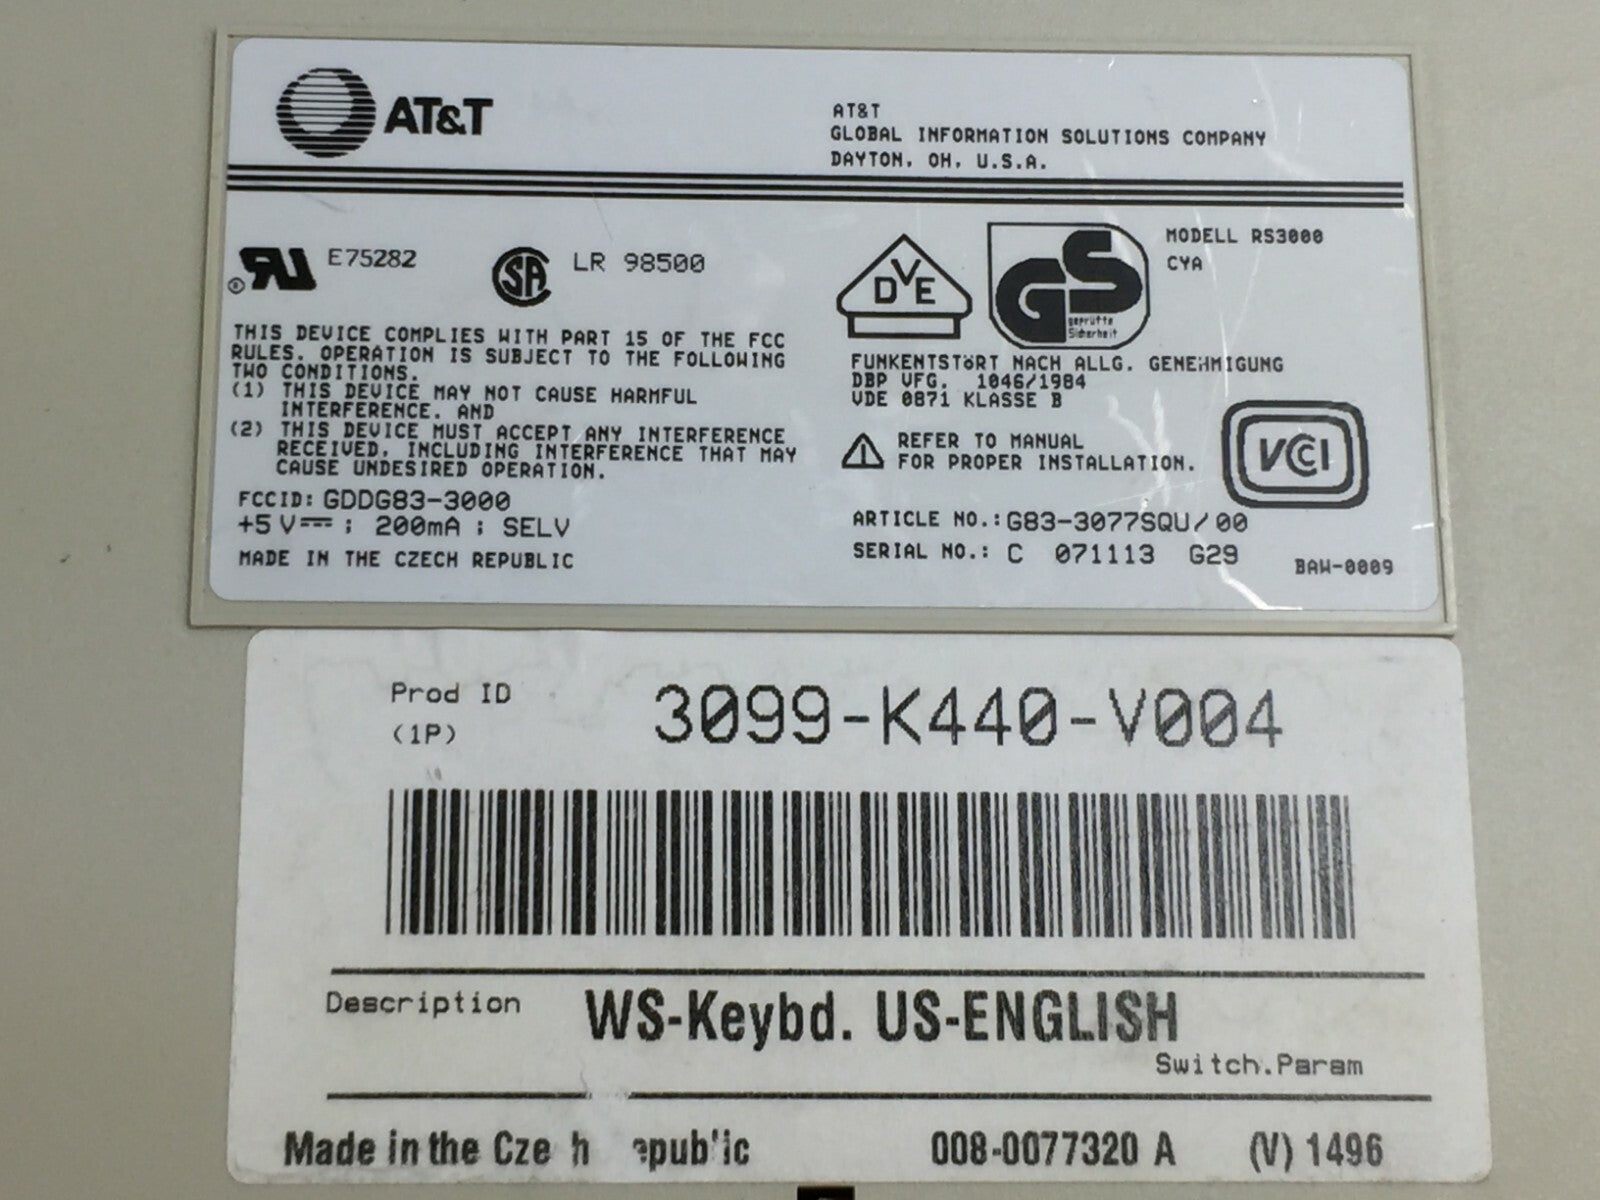 AT&T
AT&T
GLOBAL INFORMATION SOLUTIONS COMPANY
DAYTON, OH, U.S.A.
E75282
SA
LR 98500
DVE
GS
geprüfte
Sicherheit
MODELL RS3000
CYA
THIS DEVICE COMPLIES WITH PART 15 OF THE FCC
RULES. OPERATION IS SUBJECT TO THE FOLLOWING
TWO CONDITIONS.
(1) THIS DEVICE MAY NOT CAUSE HARMFUL
INTERFERENCE, AND
(2) THIS DEVICE MUST ACCEPT ANY INTERFERENCE
RECEIVED, INCLUDING INTERFERENCE THAT MAY
CAUSE UNDESIRED OPERATION.
FCCID: GDDG83-3000
+5 V⎓ ; 200mA ; SELV
MADE IN THE CZECH REPUBLIC
FUNKENTSTöRT NACH ALLG. GENEHMIGUNG
DBP VFG. 1046/1984
VDE 0871 KLASSE B
REFER TO MANUAL
FOR PROPER INSTALLATION.
VCCI
ARTICLE NO.: G83-3077SQU/00
SERIAL NO.: C 071113 G29
BAW-0009
Prod ID
(1P)
3099-K440-V004
Description WS-Keybd. US-ENGLISH
Switch.Param
Made in the Cze h epub'ic 008-0077320 A (V) 1496